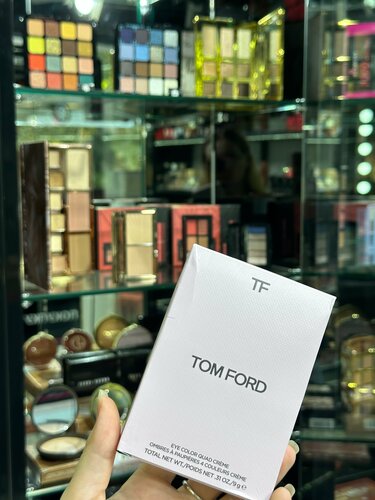 TF
TOM FORD
EYE COLOR QUAD CRÈME
OMBRES À PAUPIÈRES 4 COULEURS CRÈME
TOTAL NET WT./POIDS NET .31 OZ/9 g ℮